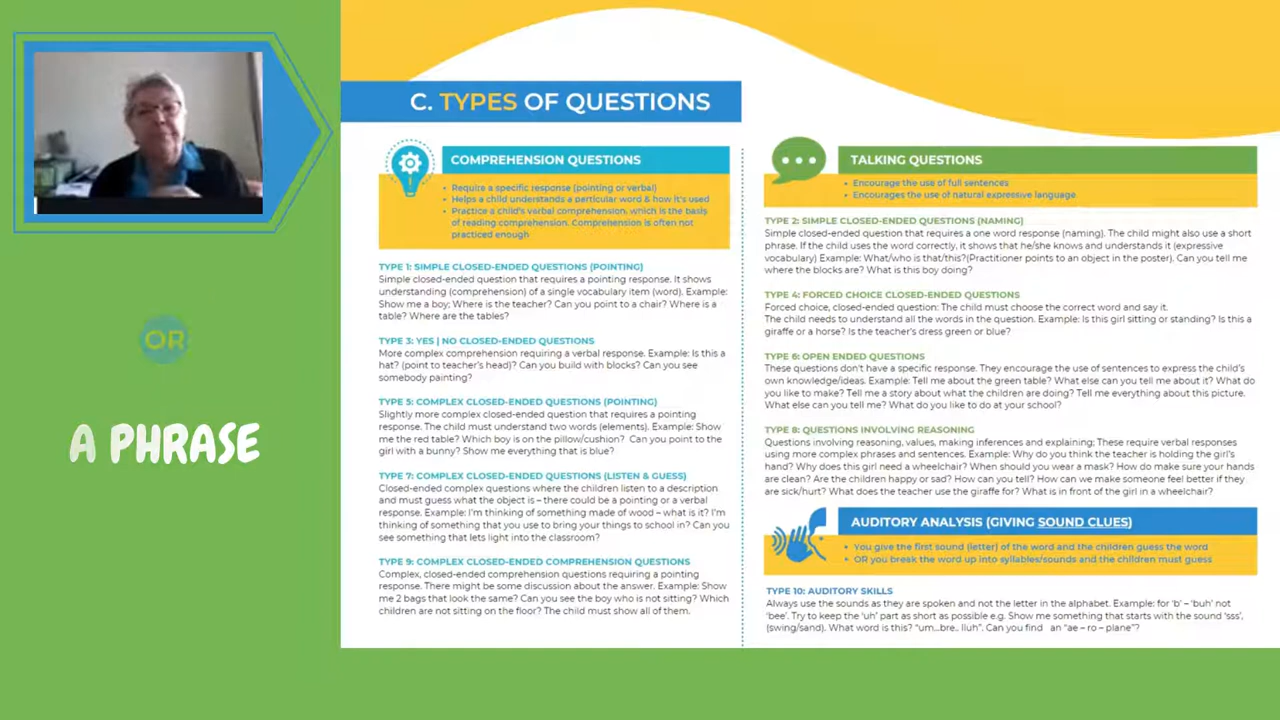 OR
A PHRASE
C. TYPES OF QUESTIONS
COMPREHENSION QUESTIONS
• Require a specific response (pointing or verbal)
• Helps a child understands a particular word & how it's used
• Practice a child's verbal comprehension, which is the basis
of reading comprehension. Comprehension is often not
practiced enough
TYPE 1: SIMPLE CLOSED-ENDED QUESTIONS (POINTING)
Simple closed-ended question that requires a pointing response. It shows
understanding (comprehension) of a single vocabulary item (word). Example:
Show me a boy; Where is the teacher? Can you point to a chair? Where is a
table? Where are the tables?
TYPE 3: YES | NO CLOSED-ENDED QUESTIONS
More complex comprehension requiring a verbal response. Example: Is this a
hat? (point to teacher's head)? Can you build with blocks? Can you see
somebody painting?
TYPE 5: COMPLEX CLOSED-ENDED QUESTIONS (POINTING)
Slightly more complex closed-ended question that requires a pointing
response. The child must understand two words (elements). Example: Show
me the red table? Which boy is on the pillow/cushion? Can you point to the
girl with a bunny? Show me everything that is blue?
TYPE 7: COMPLEX CLOSED-ENDED QUESTIONS (LISTEN & GUESS)
Closed-ended complex questions where the children listen to a description
and must guess what the object is – there could be a pointing or a verbal
response. Example: I'm thinking of something made of wood – what is it? I'm
thinking of something that you use to bring your things to school in? Can you
see something that lets light into the classroom?
TYPE 9: COMPLEX CLOSED-ENDED COMPREHENSION QUESTIONS
Complex, closed-ended comprehension questions requiring a pointing
response. There might be some discussion about the answer. Example: Show
me 2 bags that look the same? Can you see the boy who is not sitting? Which
children are not sitting on the floor? The child must show all of them.
TALKING QUESTIONS
• Encourage the use of full sentences
• Encourages the use of natural expressive language
TYPE 2: SIMPLE CLOSED-ENDED QUESTIONS (NAMING)
Simple closed-ended question that requires a one word response (naming). The child might also use a short
phrase. If the child uses the word correctly, it shows that he/she knows and understands it (expressive
vocabulary) Example: What/who is that/this?(Practitioner points to an object in the poster). Can you tell me
where the blocks are? What is this boy doing?
TYPE 4: FORCED CHOICE CLOSED-ENDED QUESTIONS
Forced choice, closed-ended question: The child must choose the correct word and say it.
The child needs to understand all the words in the question. Example: Is this girl sitting or standing? Is this a
giraffe or a horse? Is the teacher's dress green or blue?
TYPE 6: OPEN ENDED QUESTIONS
These questions don't have a specific response. They encourage the use of sentences to express the child's
own knowledge/ideas. Example: Tell me about the green table? What else can you tell me about it? What do
you like to make? Tell me a story about what the children are doing? Tell me everything about this picture.
What else can you tell me? What do you like to do at your school?
TYPE 8: QUESTIONS INVOLVING REASONING
Questions involving reasoning, values, making inferences and explaining; These require verbal responses
using more complex phrases and sentences. Example: Why do you think the teacher is holding the girl's
hand? Why does this girl need a wheelchair? When should you wear a mask? How do make sure your hands
are clean? Are the children happy or sad? How can you tell? How can we make someone feel better if they
are sick/hurt? What does the teacher use the giraffe for? What is in front of the girl in a wheelchair?
AUDITORY ANALYSIS (GIVING SOUND CLUES)
• You give the first sound (letter) of the word and the children guess the word
• OR you break the word up into syllables/sounds and the children must guess
TYPE 10: AUDITORY SKILLS
Always use the sounds as they are spoken and not the letter in the alphabet. Example: for 'b' – 'buh' not
'bee'. Try to keep the 'uh' part as short as possible e.g. Show me something that starts with the sound 'sss'.
(swing/sand). What word is this? "um...bre.. lluh". Can you find an "ae – ro – plane"?